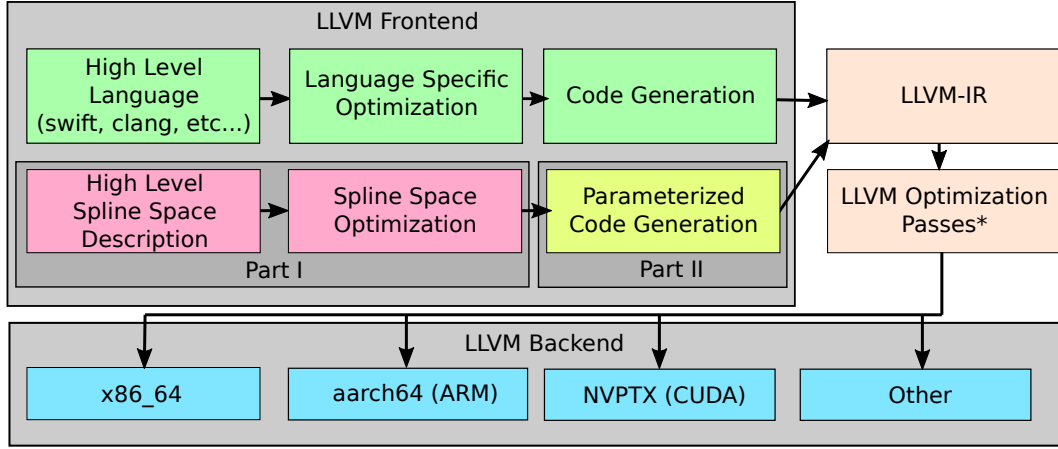 LLVM Frontend
High Level
Language
(swift, clang, etc...)
Language Specific
Optimization
Code Generation
LLVM-IR
High Level
Spline Space
Description
Spline Space
Optimization
Parameterized
Code Generation
LLVM Optimization
Passes*
Part I
Part II
LLVM Backend
x86_64
aarch64 (ARM)
NVPTX (CUDA)
Other